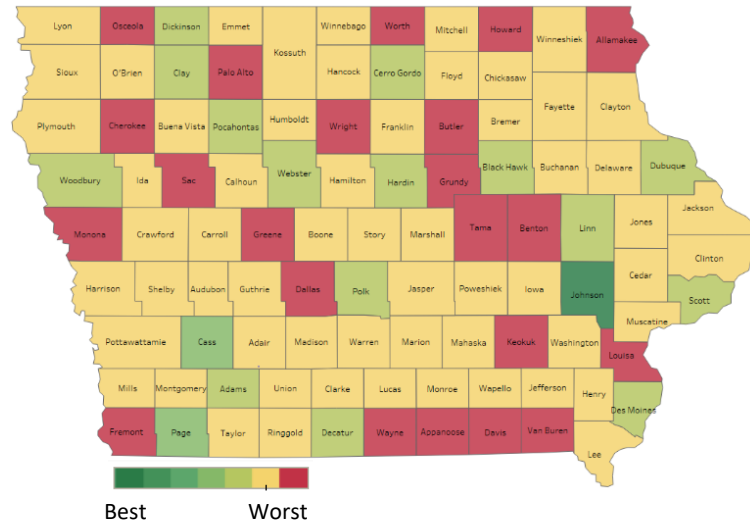 Lyon Osceola Dickinson Emmet Winnebago Worth Mitchell Howard Winneshiek Allamakee
Kossuth
Sioux O'Brien Clay Palo Alto Hancock Cerro Gordo Floyd Chickasaw
Plymouth Cherokee Buena Vista Pocahontas Humboldt Wright Franklin Butler Bremer Fayette Clayton
Woodbury Ida Sac Calhoun Webster Hamilton Hardin Grundy Black Hawk Buchanan Delaware Dubuque
Monona Crawford Carroll Greene Boone Story Marshall Tama Benton Linn Jones Jackson
Clinton
Harrison Shelby Audubon Guthrie Dallas Polk Jasper Poweshiek Iowa Johnson Cedar Scott
Muscatine
Pottawattamie Cass Adair Madison Warren Marion Mahaska Keokuk Washington Louisa
Mills Montgomery Adams Union Clarke Lucas Monroe Wapello Jefferson Henry Des Moines
Fremont Page Taylor Ringgold Decatur Wayne Appanoose Davis Van Buren Lee
Best Worst